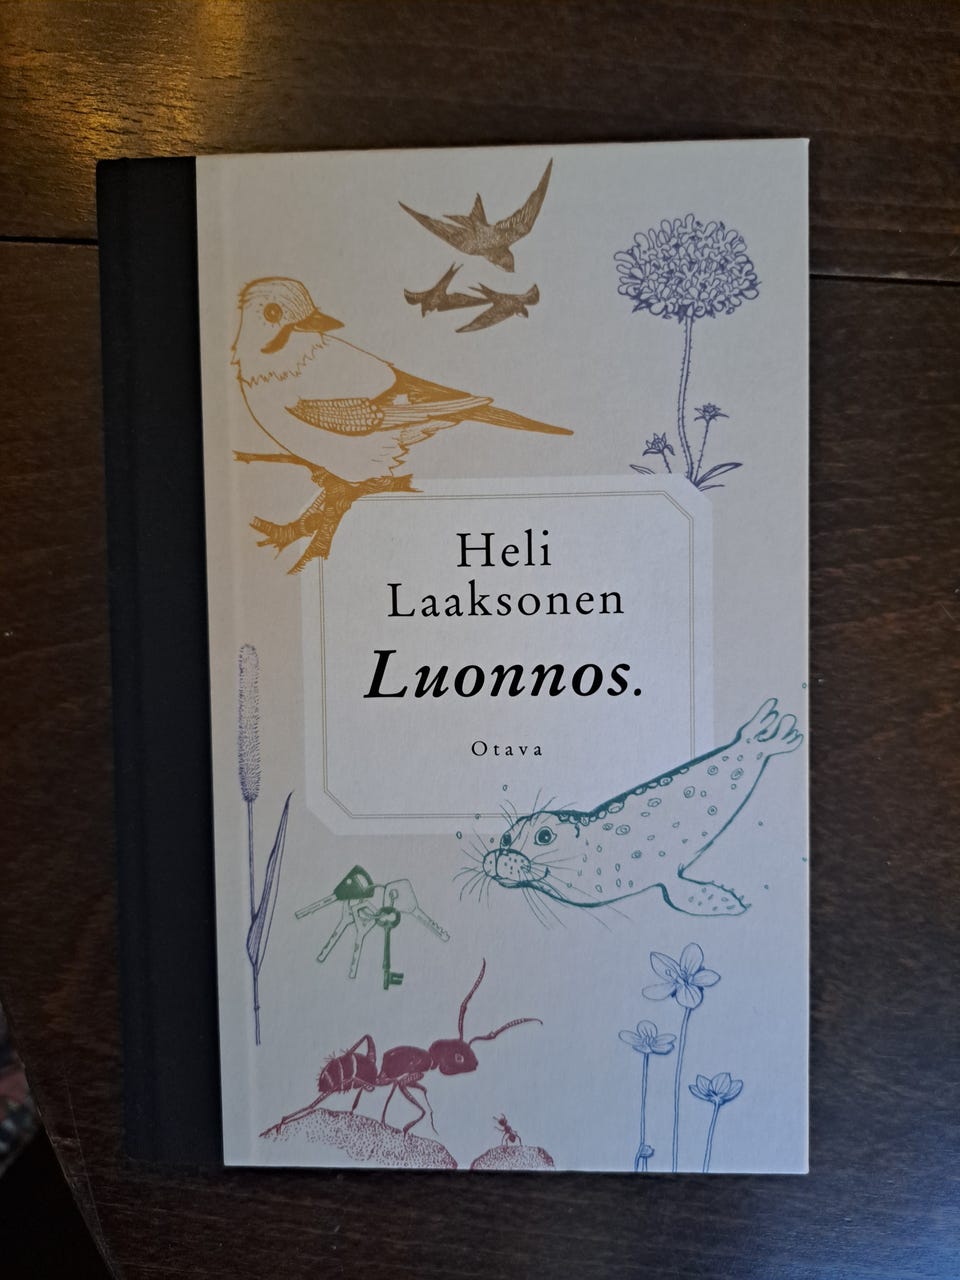 Heli
Laaksonen
Luonnos.
Otava